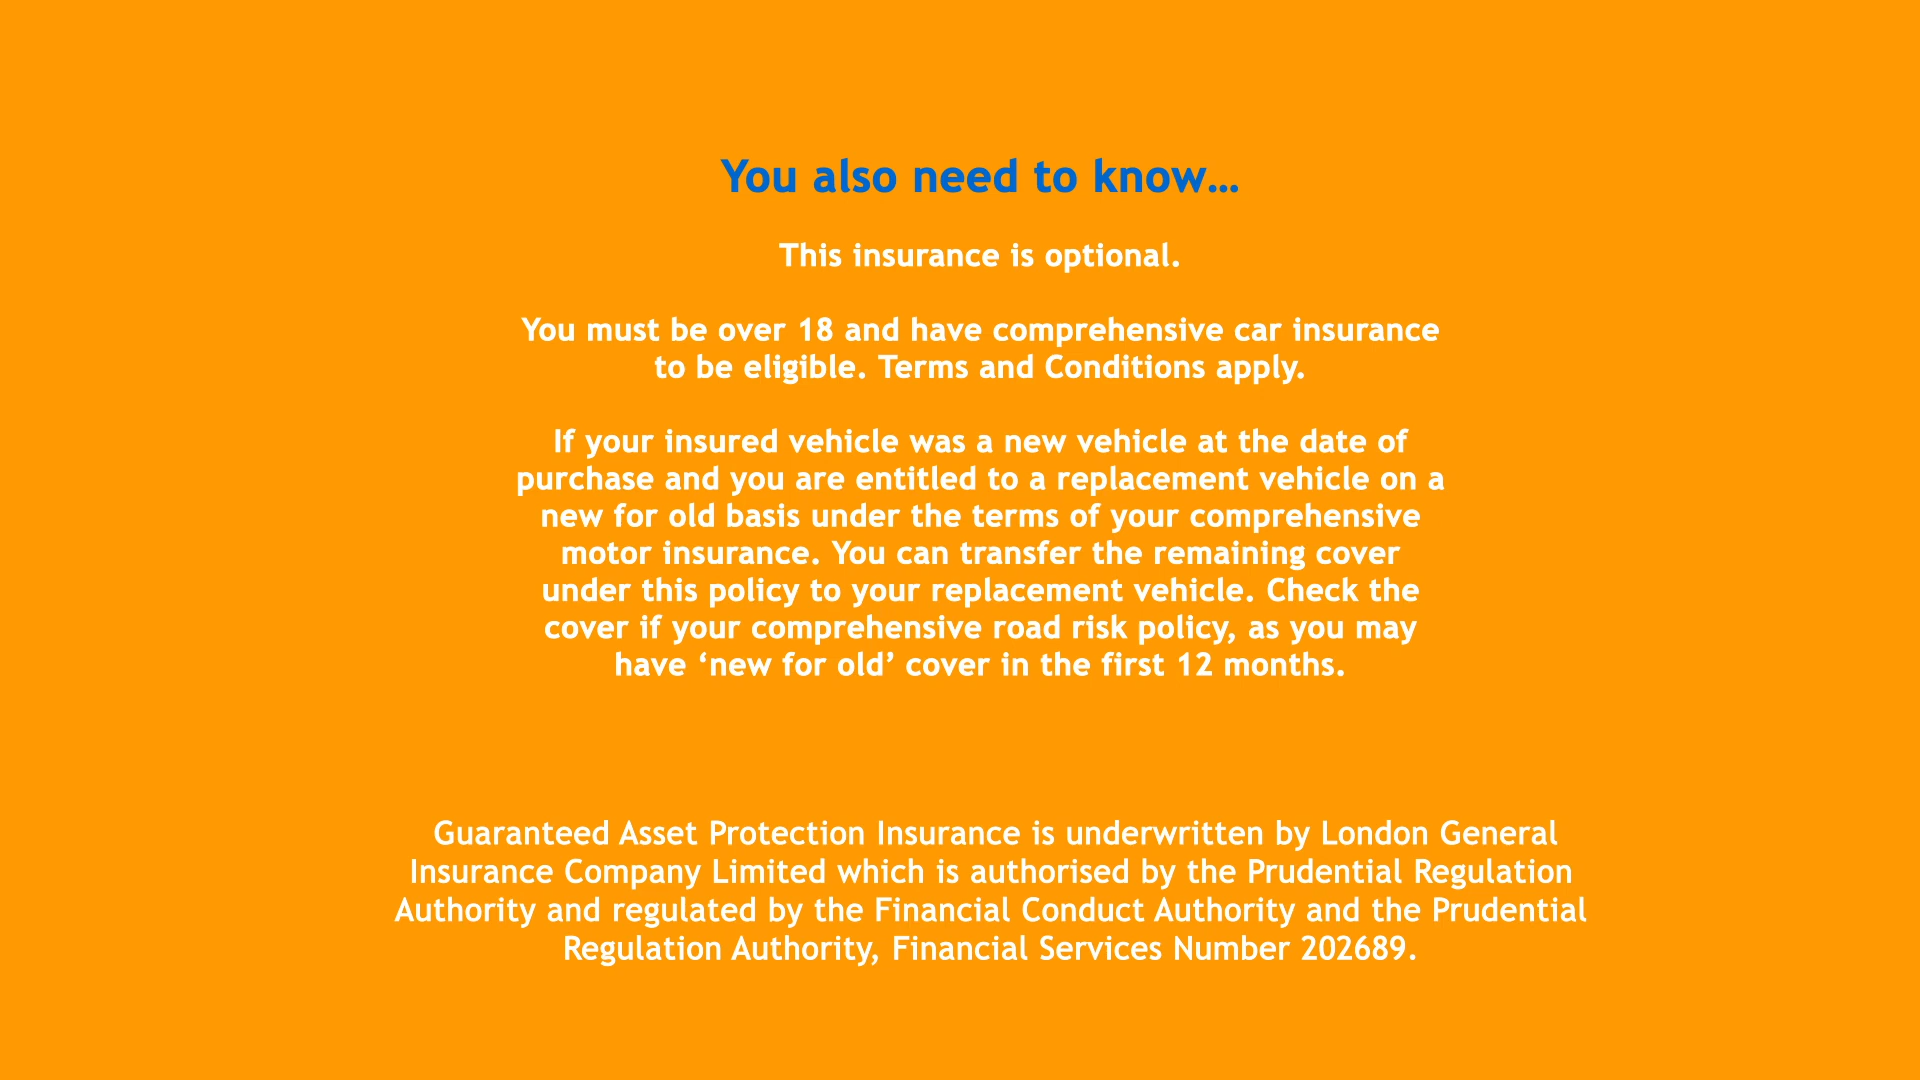 You also need to know…
This insurance is optional.
You must be over 18 and have comprehensive car insurance
to be eligible. Terms and Conditions apply.
If your insured vehicle was a new vehicle at the date of
purchase and you are entitled to a replacement vehicle on a
new for old basis under the terms of your comprehensive
motor insurance. You can transfer the remaining cover
under this policy to your replacement vehicle. Check the
cover if your comprehensive road risk policy, as you may
have ‘new for old’ cover in the first 12 months.
Guaranteed Asset Protection Insurance is underwritten by London General
Insurance Company Limited which is authorised by the Prudential Regulation
Authority and regulated by the Financial Conduct Authority and the Prudential
Regulation Authority, Financial Services Number 202689.